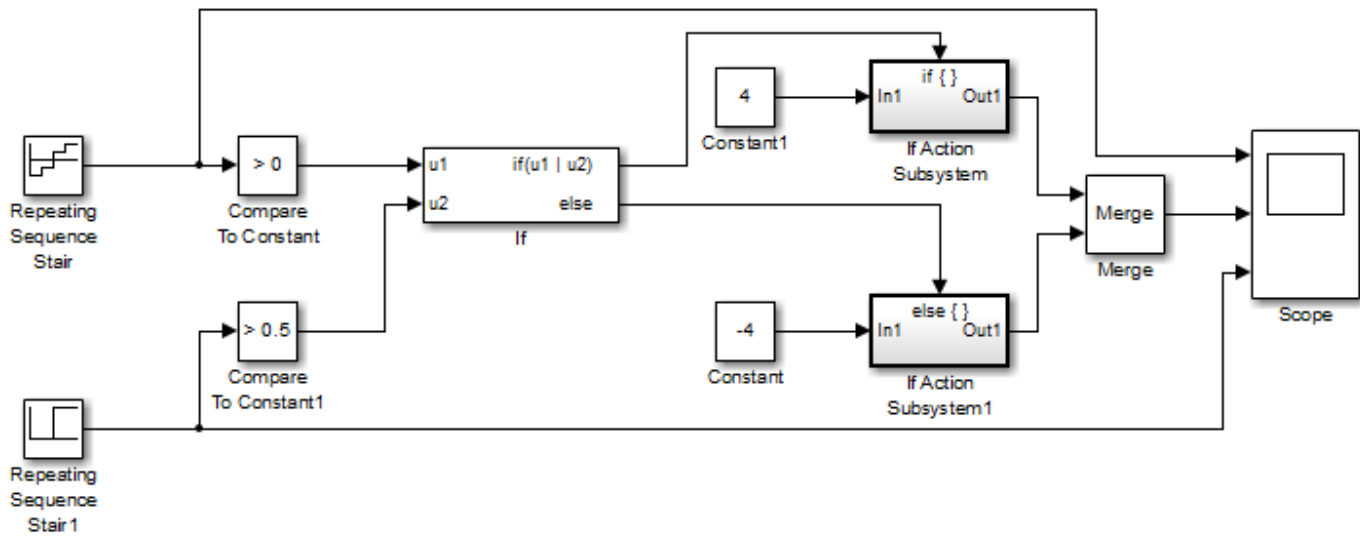 if { }
In1 Out1
4
Constant1
If Action
Subsystem
> 0
Compare
To Constant
Repeating
Sequence
Stair
u1 if(u1 | u2)
u2 else
If
Merge
Merge
Scope
> 0.5
Compare
To Constant1
else { }
In1 Out1
-4
Constant
If Action
Subsystem1
Repeating
Sequence
Stair1